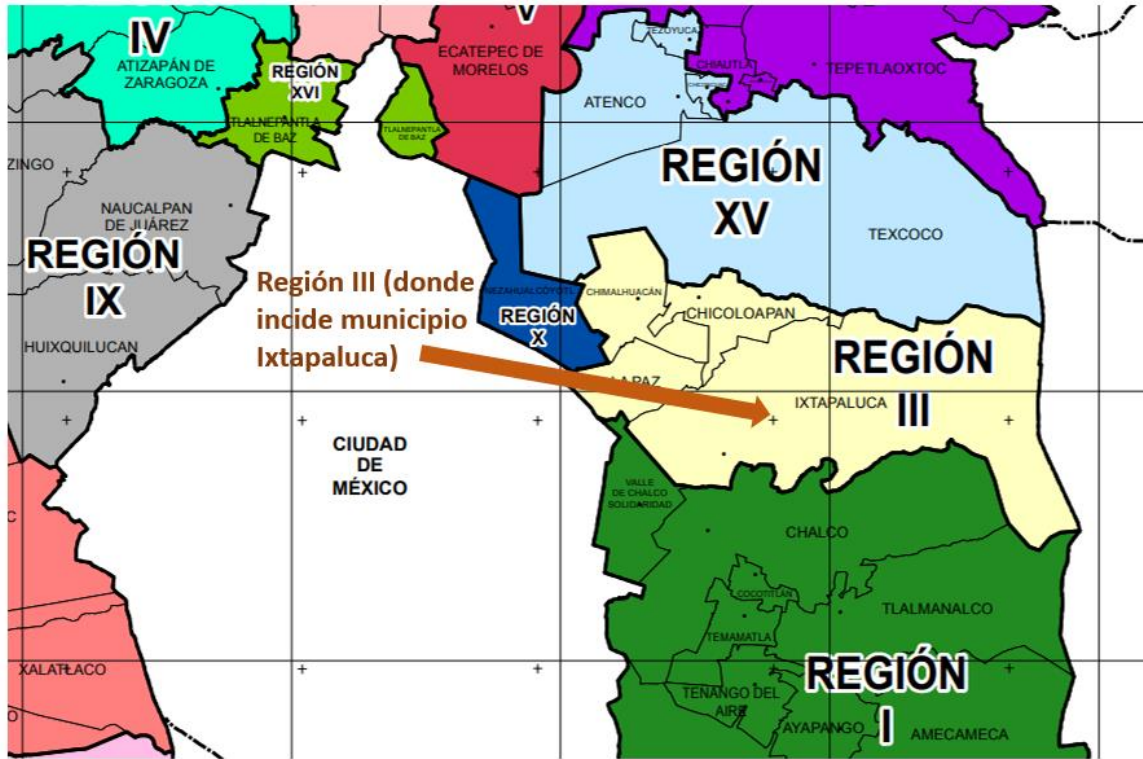 IV
ATIZAPÁN DE
ZARAGOZA
REGIÓN
XVI
TLALNEPANTLA
DE BAZ
TLALNEPANTLA
DE BAZ
V
ECATEPEC DE
MORELOS
TEZOYUCA
CHIAUTLA
TEPETLAOXTOC
ATENCO
REGIÓN
XV
TEXCOCO
ZINGO
NAUCALPAN
DE JUÁREZ
REGIÓN
IX
HUIXQUILUCAN
Región III (donde
incide municipio
Ixtapaluca)
NEZAHUALCÓYOTL
REGIÓN
X
CHIMALHUACÁN
CHICOLOAPAN
LA PAZ
REGIÓN
III
IXTAPALUCA
CIUDAD
DE
MÉXICO
VALLE
DE CHALCO
SOLIDARIDAD
CHALCO
COCOTITLÁN
TLALMANALCO
TEMAMATLA
XALATLACO
TENANGO DEL
AIRE
REGIÓN
I
AYAPANGO
AMECAMECA